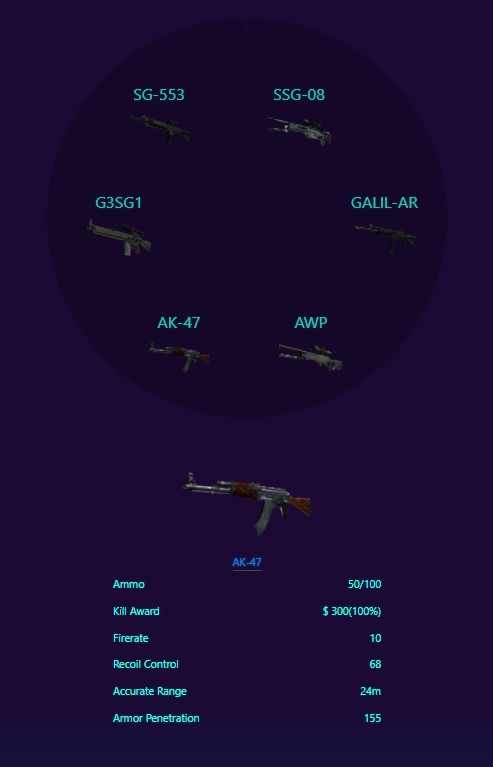 SG-553
SSG-08
G3SG1
GALIL-AR
AK-47
AWP
AK-47
Ammo 50/100
Kill Award $ 300(100%)
Firerate 10
Recoil Control 68
Accurate Range 24m
Armor Penetration 155